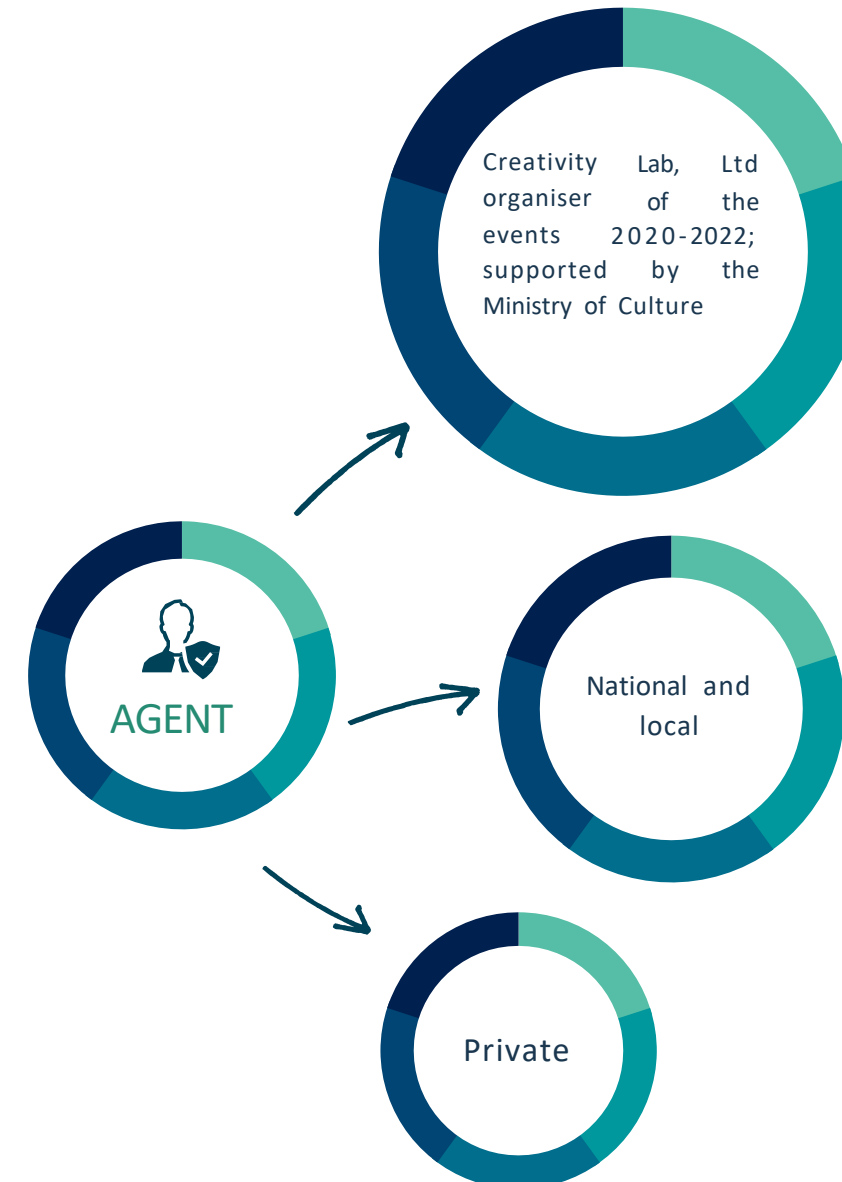 Creativity Lab, Ltd
organiser of the
events 2020-2022;
supported by the
Ministry of Culture
AGENT
National and
local
Private